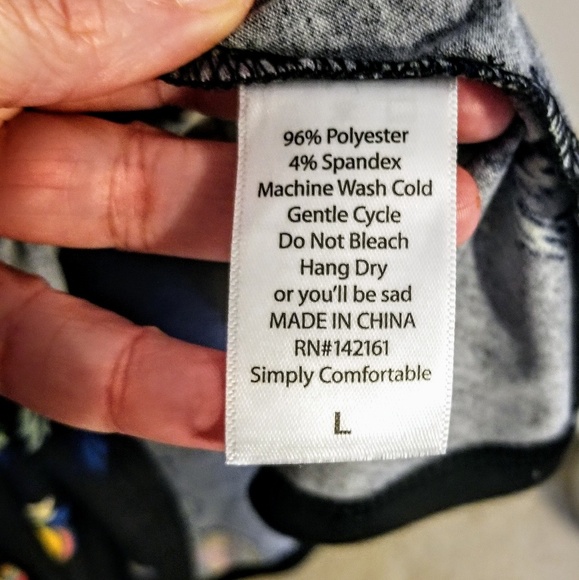 96% Polyester
4% Spandex
Machine Wash Cold
Gentle Cycle
Do Not Bleach
Hang Dry
or you'll be sad
MADE IN CHINA
RN#142161
Simply Comfortable
L